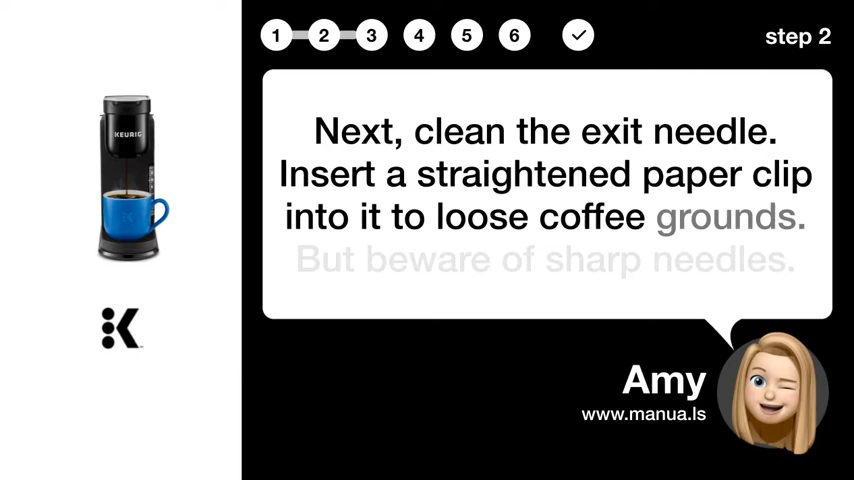 1 2 3 4 5 6
step 2
KEURIG
Next, clean the exit needle.
Insert a straightened paper clip
into it to loose coffee grounds.
But beware of sharp needles.
K
Amy
www.manua.ls